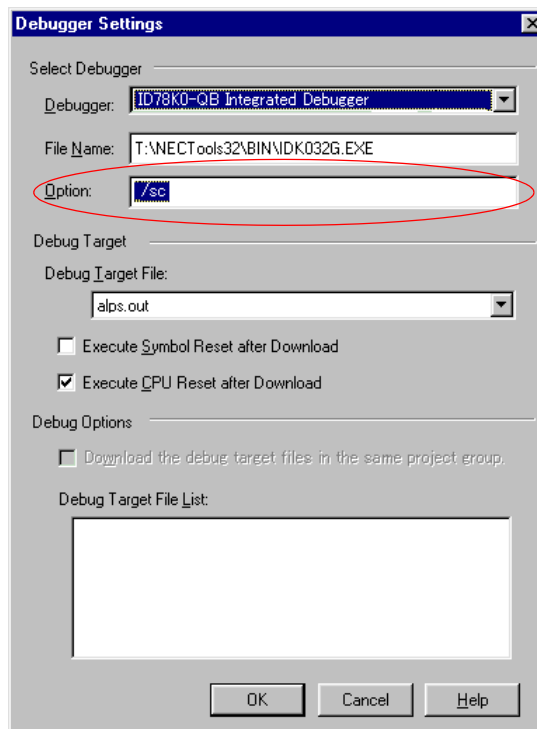 Debugger Settings
Select Debugger
Debugger: ID78K0-QB Integrated Debugger
File Name: T:\NECTools32\BIN\IDK032G.EXE
Option: /sc
Debug Target
Debug Target File:
alps.out
Execute Symbol Reset after Download
Execute CPU Reset after Download
Debug Options
Download the debug target files in the same project group.
Debug Target File List:
OK Cancel Help